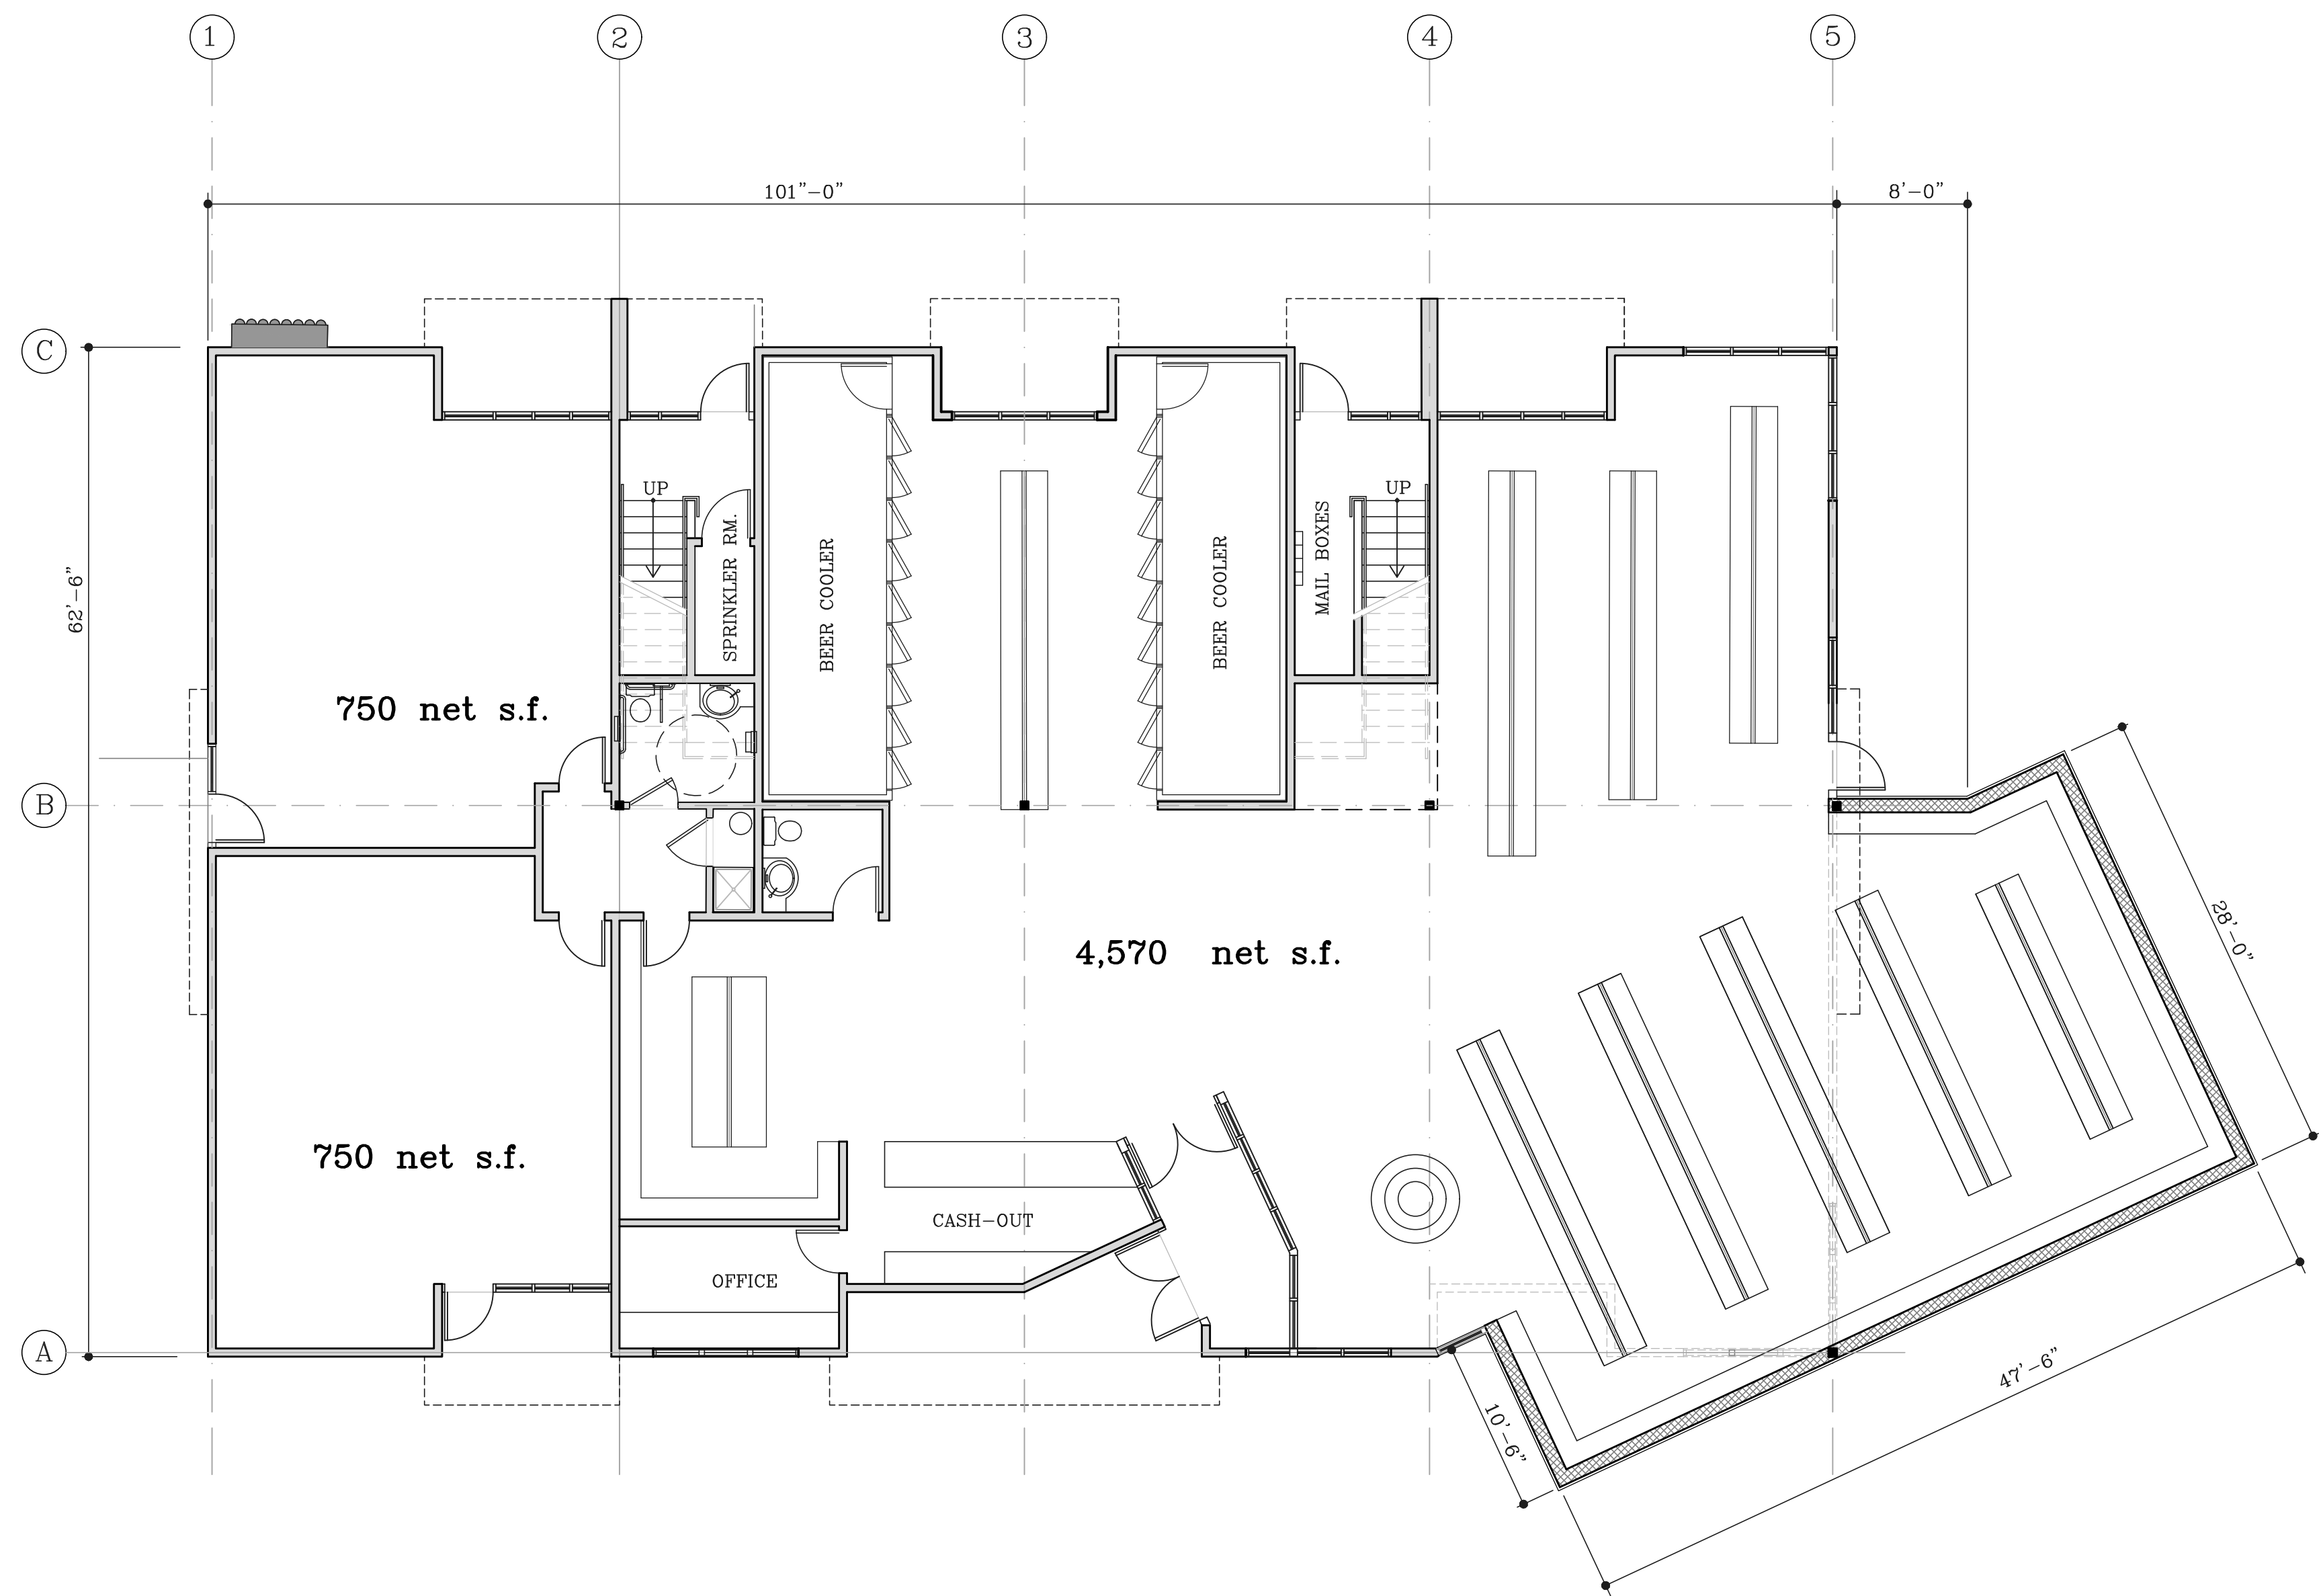 1
2
3
4
5
101"-0"
8'-0"
C
62'-6"
UP
UP
SPRINKLER RM.
BEER COOLER
BEER COOLER
MAIL BOXES
750 net s.f.
B
28'-0"
4,570 net s.f.
750 net s.f.
CASH-OUT
OFFICE
A
10'-6"
47'-6"